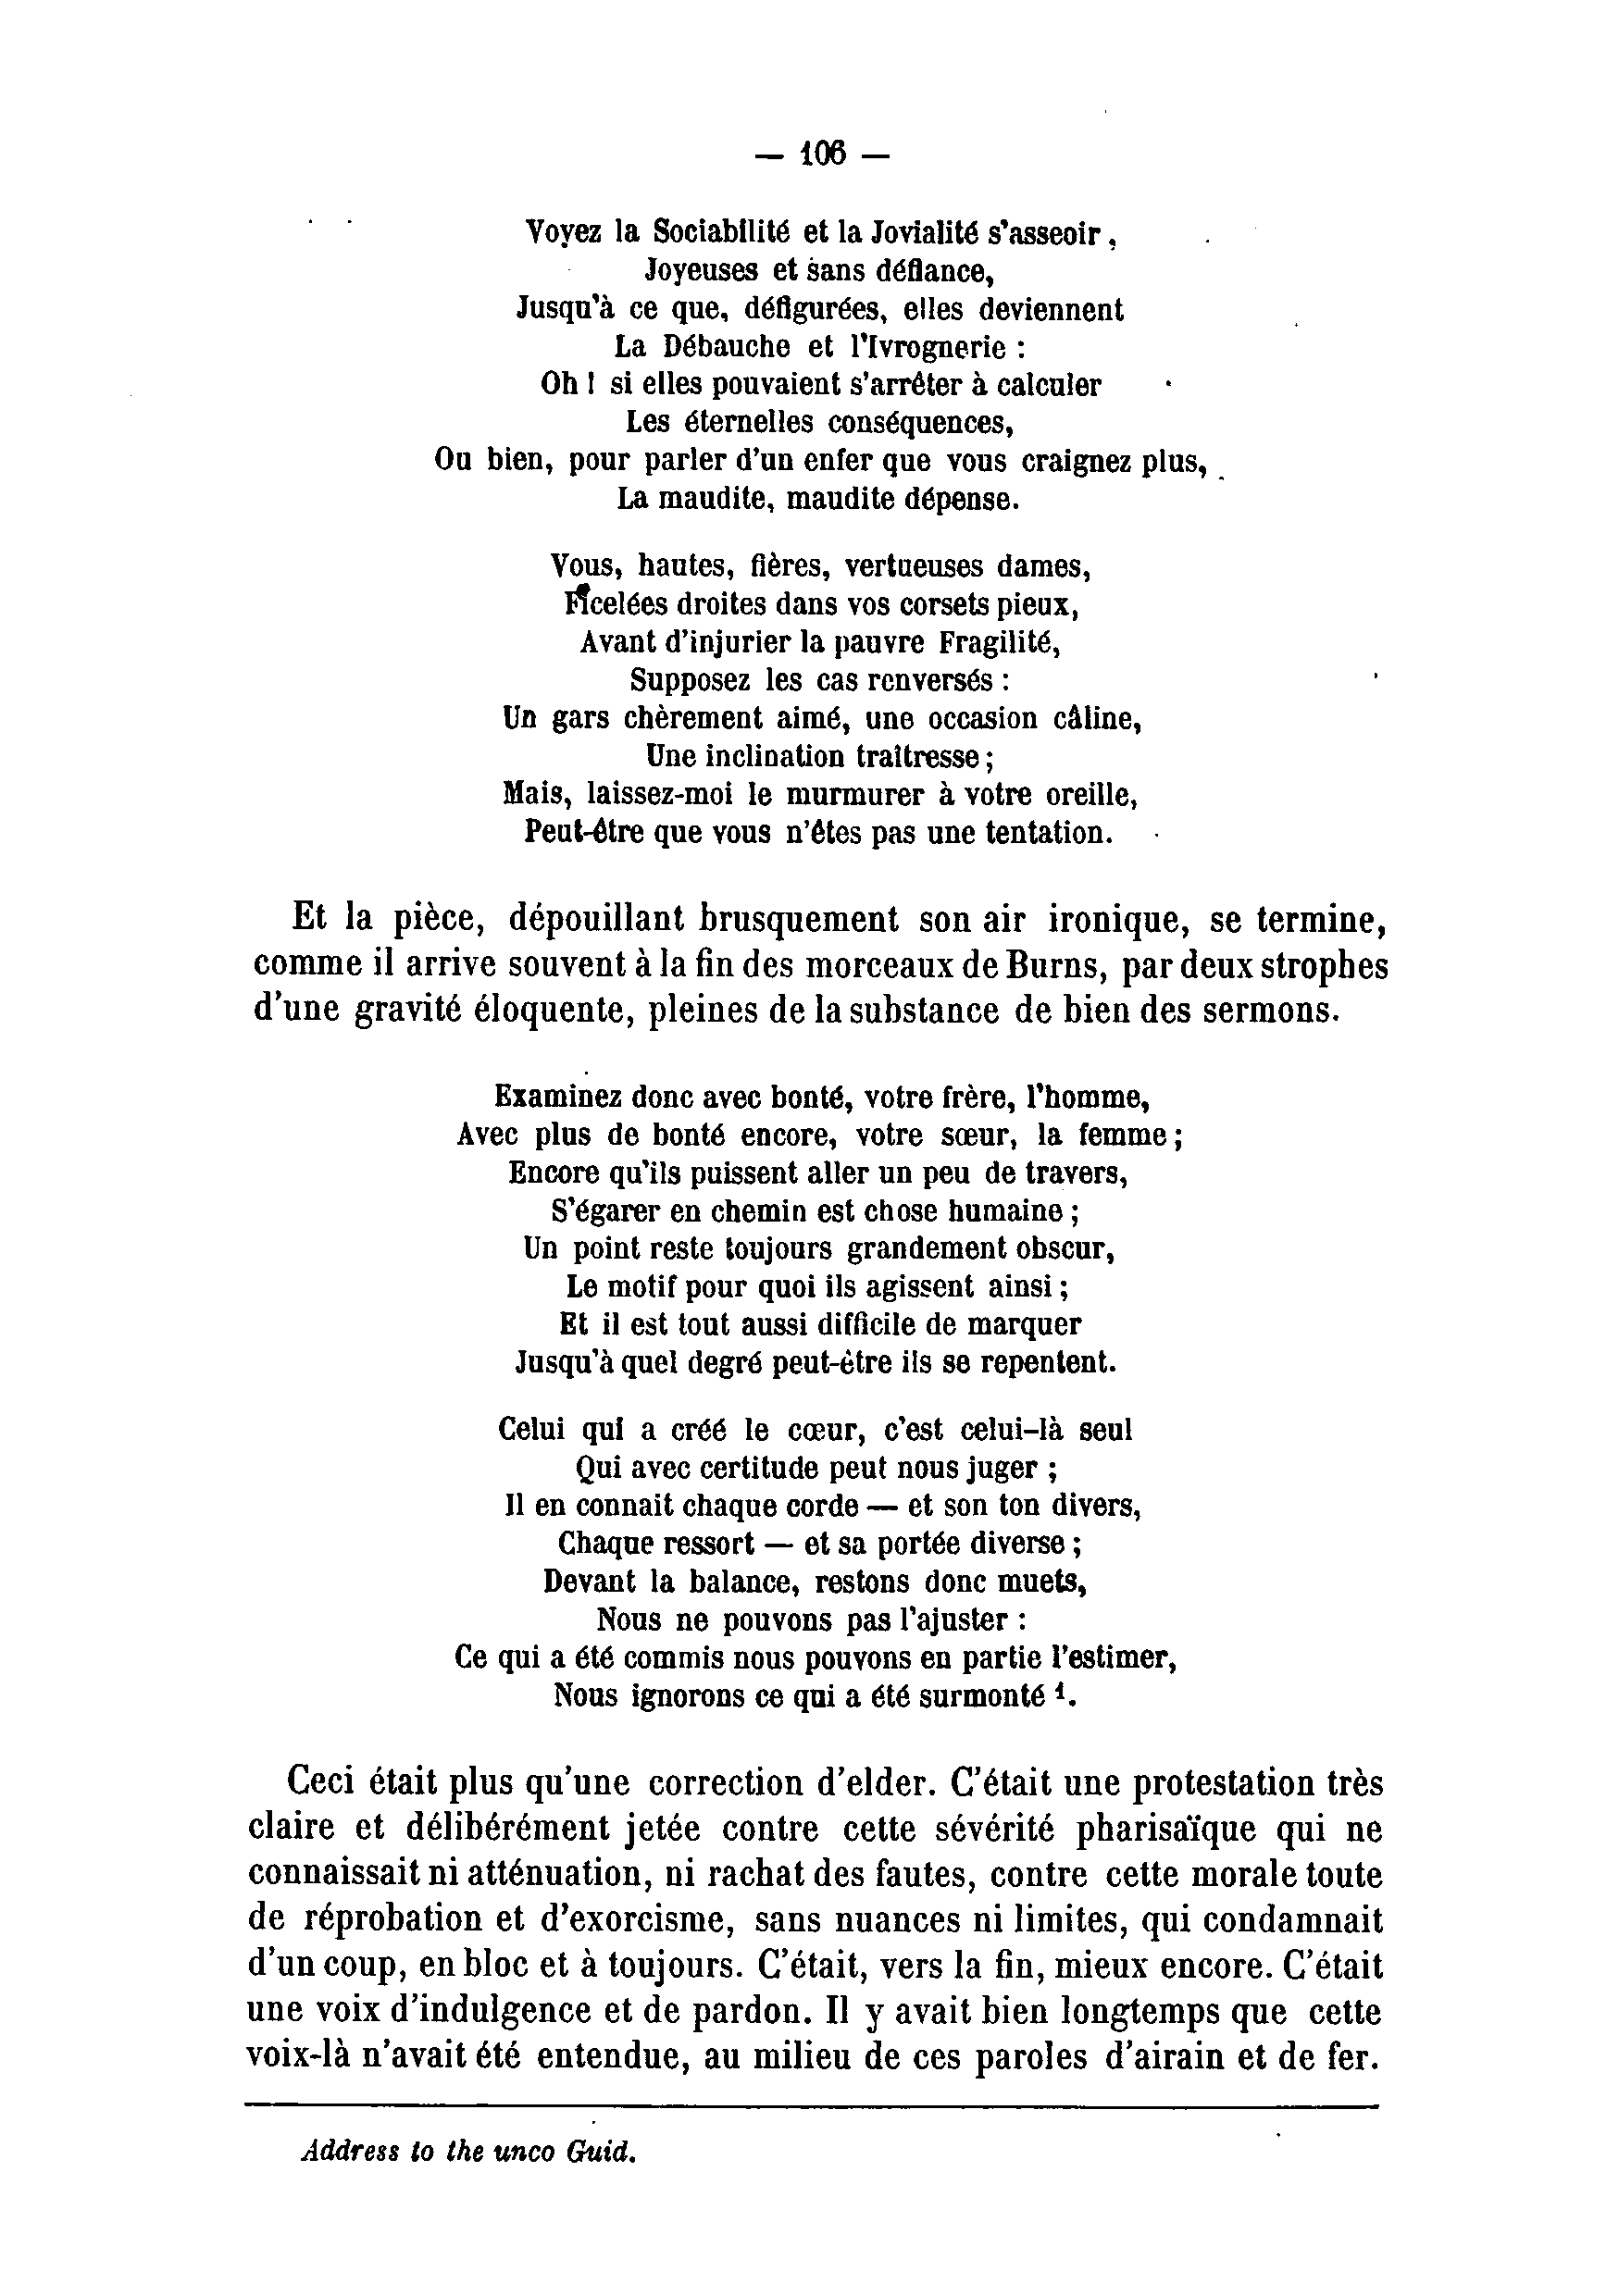 — 106 —
Voyez la Sociabilité et la Jovialité s'asseoir,
Joyeuses et sans défiance,
Jusqu'à ce que, défigurées, elles deviennent
La Débauche et l'Ivrognerie :
Oh ! si elles pouvaient s'arrêter à calculer
Les éternelles conséquences,
Ou bien, pour parler d'un enfer que vous craignez plus,
La maudite, maudite dépense.
Vous, hautes, fières, vertueuses dames,
Ficelées droites dans vos corsets pieux,
Avant d'injurier la pauvre Fragilité,
Supposez les cas renversés :
Un gars chèrement aimé, une occasion câline,
Une inclination traîtresse ;
Mais, laissez-moi le murmurer à votre oreille,
Peut-être que vous n'êtes pas une tentation.
Et la pièce, dépouillant brusquement son air ironique, se termine,
comme il arrive souvent à la fin des morceaux de Burns, par deux strophes
d'une gravité éloquente, pleines de la substance de bien des sermons.
Examinez donc avec bonté, votre frère, l'homme,
Avec plus de bonté encore, votre sœur, la femme ;
Encore qu'ils puissent aller un peu de travers,
S'égarer en chemin est chose humaine ;
Un point reste toujours grandement obscur,
Le motif pour quoi ils agissent ainsi ;
Et il est tout aussi difficile de marquer
Jusqu'à quel degré peut-être ils se repentent.
Celui qui a créé le cœur, c'est celui-là seul
Qui avec certitude peut nous juger ;
Il en connait chaque corde — et son ton divers,
Chaque ressort — et sa portée diverse ;
Devant la balance, restons donc muets,
Nous ne pouvons pas l'ajuster :
Ce qui a été commis nous pouvons en partie l'estimer,
Nous ignorons ce qui a été surmonté ¹.
Ceci était plus qu'une correction d'elder. C'était une protestation très
claire et délibérément jetée contre cette sévérité pharisaïque qui ne
connaissait ni atténuation, ni rachat des fautes, contre cette morale toute
de réprobation et d'exorcisme, sans nuances ni limites, qui condamnait
d'un coup, en bloc et à toujours. C'était, vers la fin, mieux encore. C'était
une voix d'indulgence et de pardon. Il y avait bien longtemps que cette
voix-là n'avait été entendue, au milieu de ces paroles d'airain et de fer.
Address to the unco Guid.